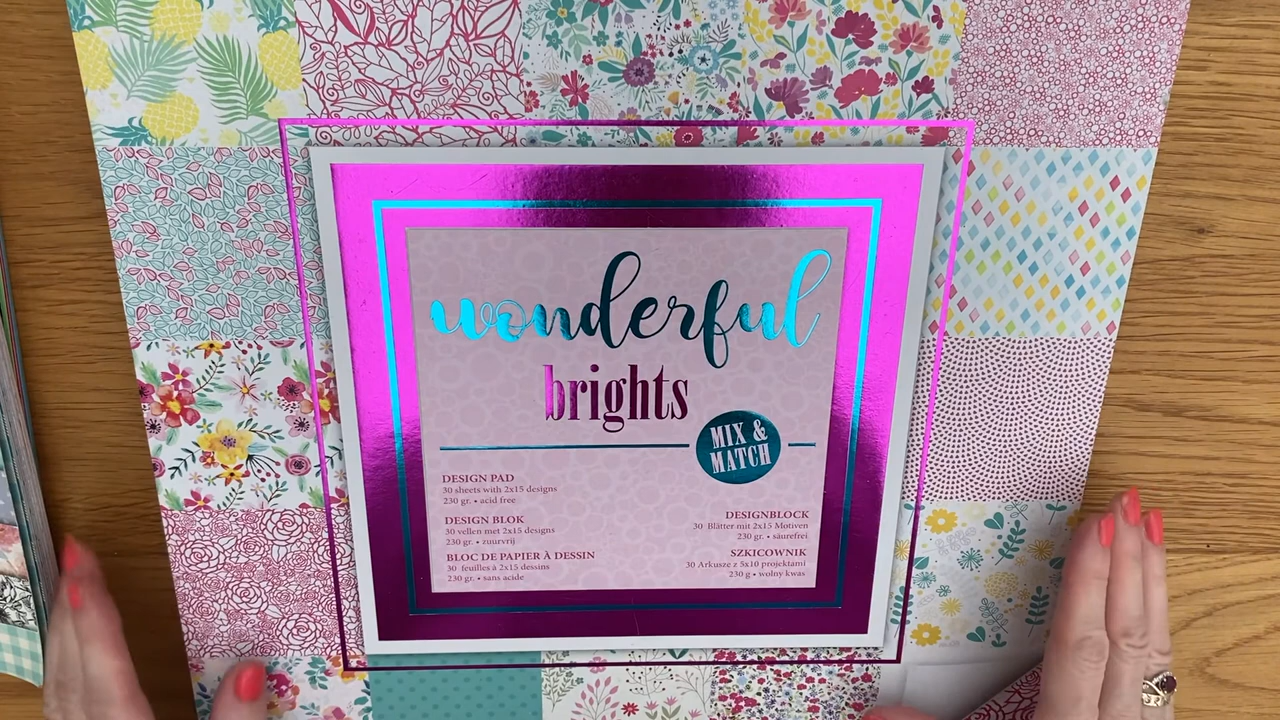 wonderful
brights
MIX &
MATCH
DESIGN PAD
30 sheets with 2x15 designs
230 gr. • acid free
DESIGN BLOK
30 vellen met 2x15 designs
230 gr. • zuurvrij
BLOC DE PAPIER À DESSIN
30 feuilles à 2x15 dessins
230 gr. • sans acide
DESIGNBLOCK
30 Blätter mit 2x15 Motiven
230 gr. • säurefrei
SZKICOWNIK
30 Arkusze z 5x10 projektami
230 g • wolny kwas